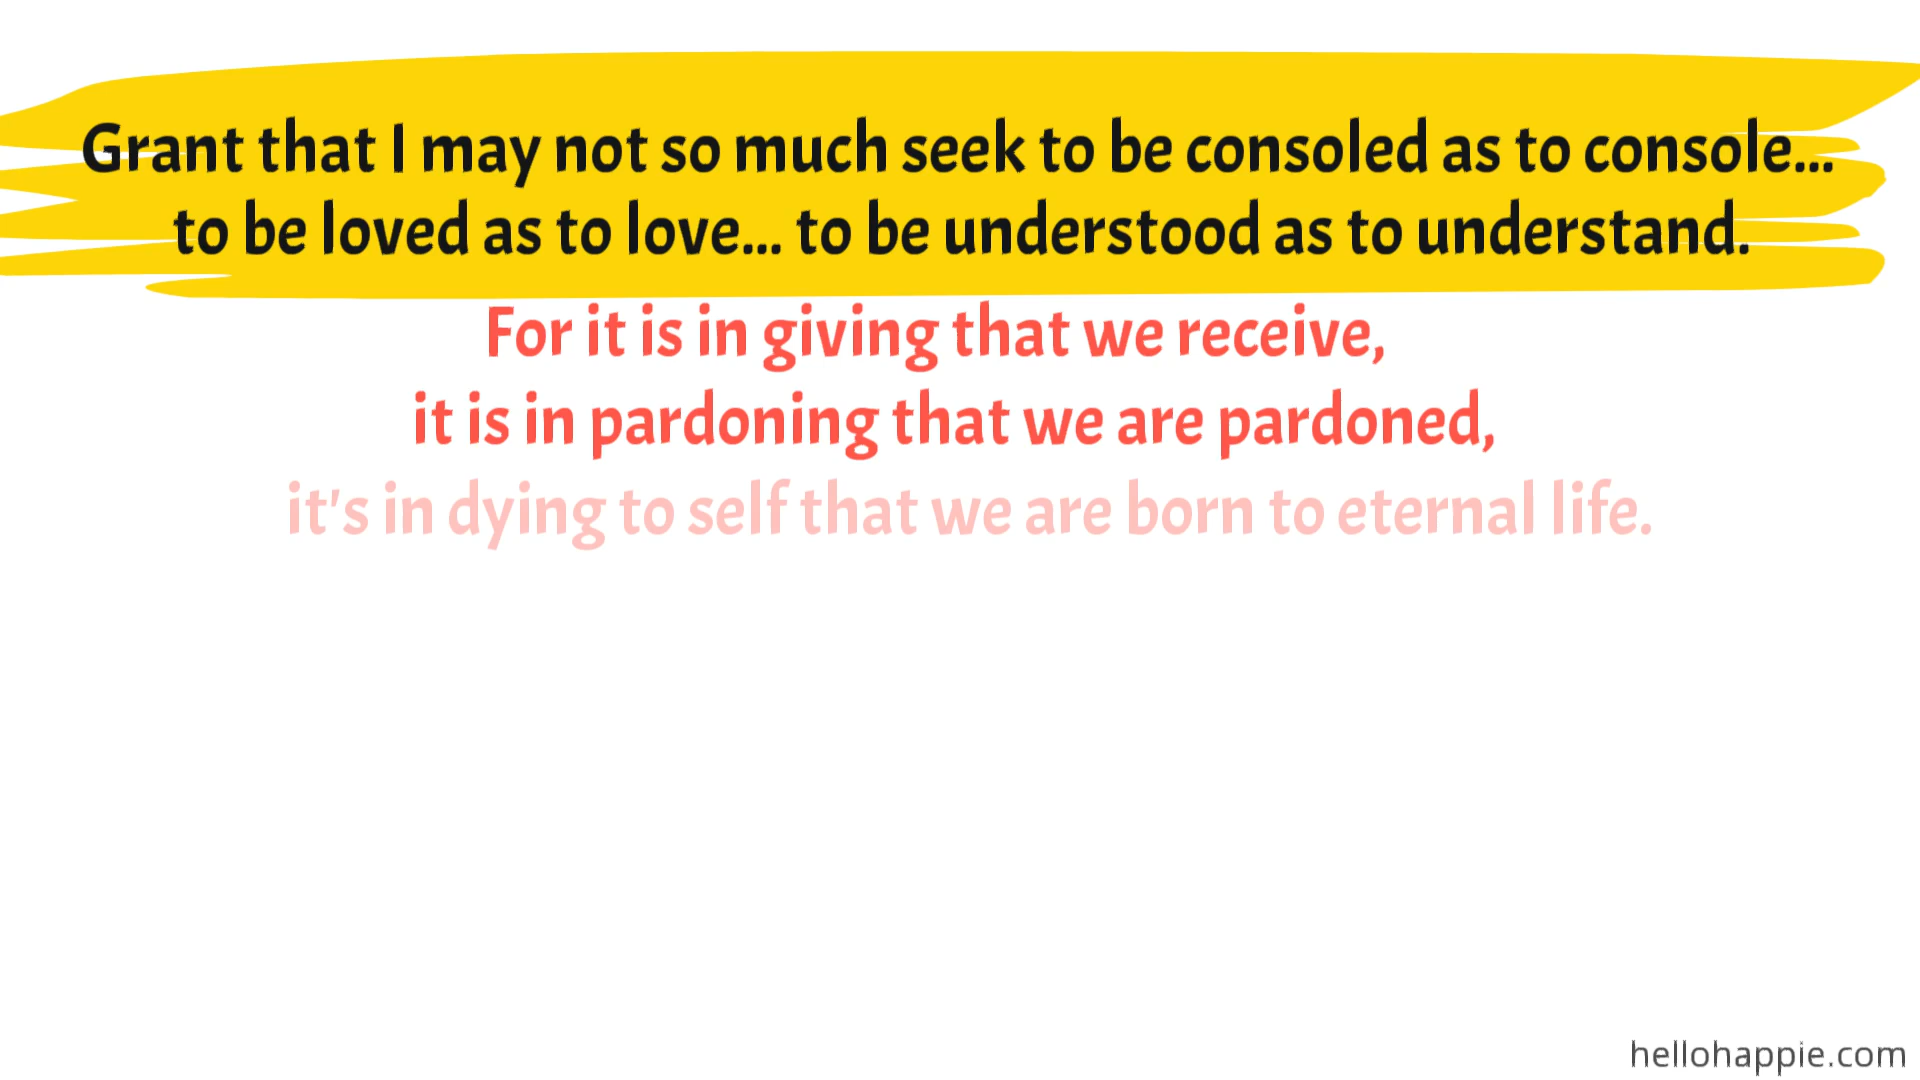 Grant that I may not so much seek to be consoled as to console...
to be loved as to love... to be understood as to understand.
For it is in giving that we receive,
it is in pardoning that we are pardoned,
it's in dying to self that we are born to eternal life.
hellohappie.com